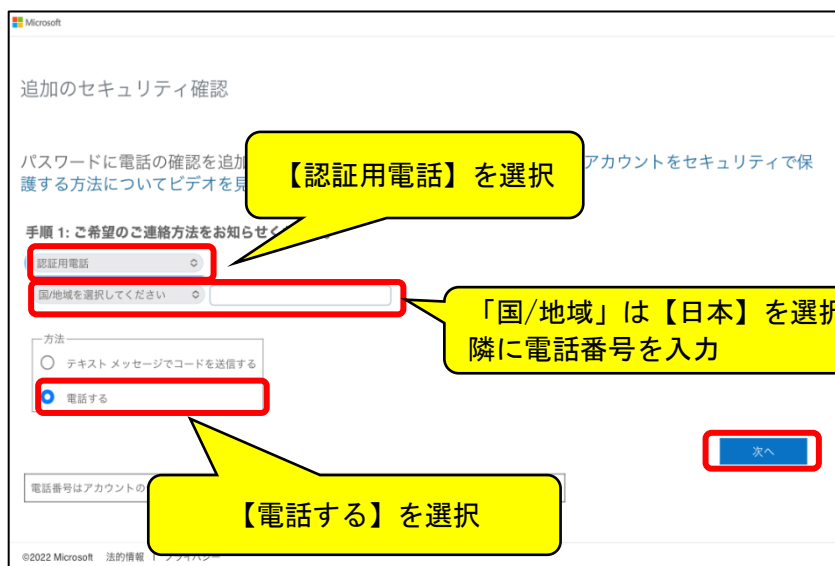 Microsoft
追加のセキュリティ確認
パスワードに電話の確認を追加
アカウントをセキュリティで保
護する方法についてビデオを見
【認証用電話】を選択
手順 1: ご希望のご連絡方法をお知らせく
認証用電話
国/地域を選択してください
「国/地域」は【日本】を選択
隣に電話番号を入力
方法
テキスト メッセージでコードを送信する
電話する
次へ
電話番号はアカウントの
【電話する】を選択
©2022 Microsoft 法的情報 | プライバシー